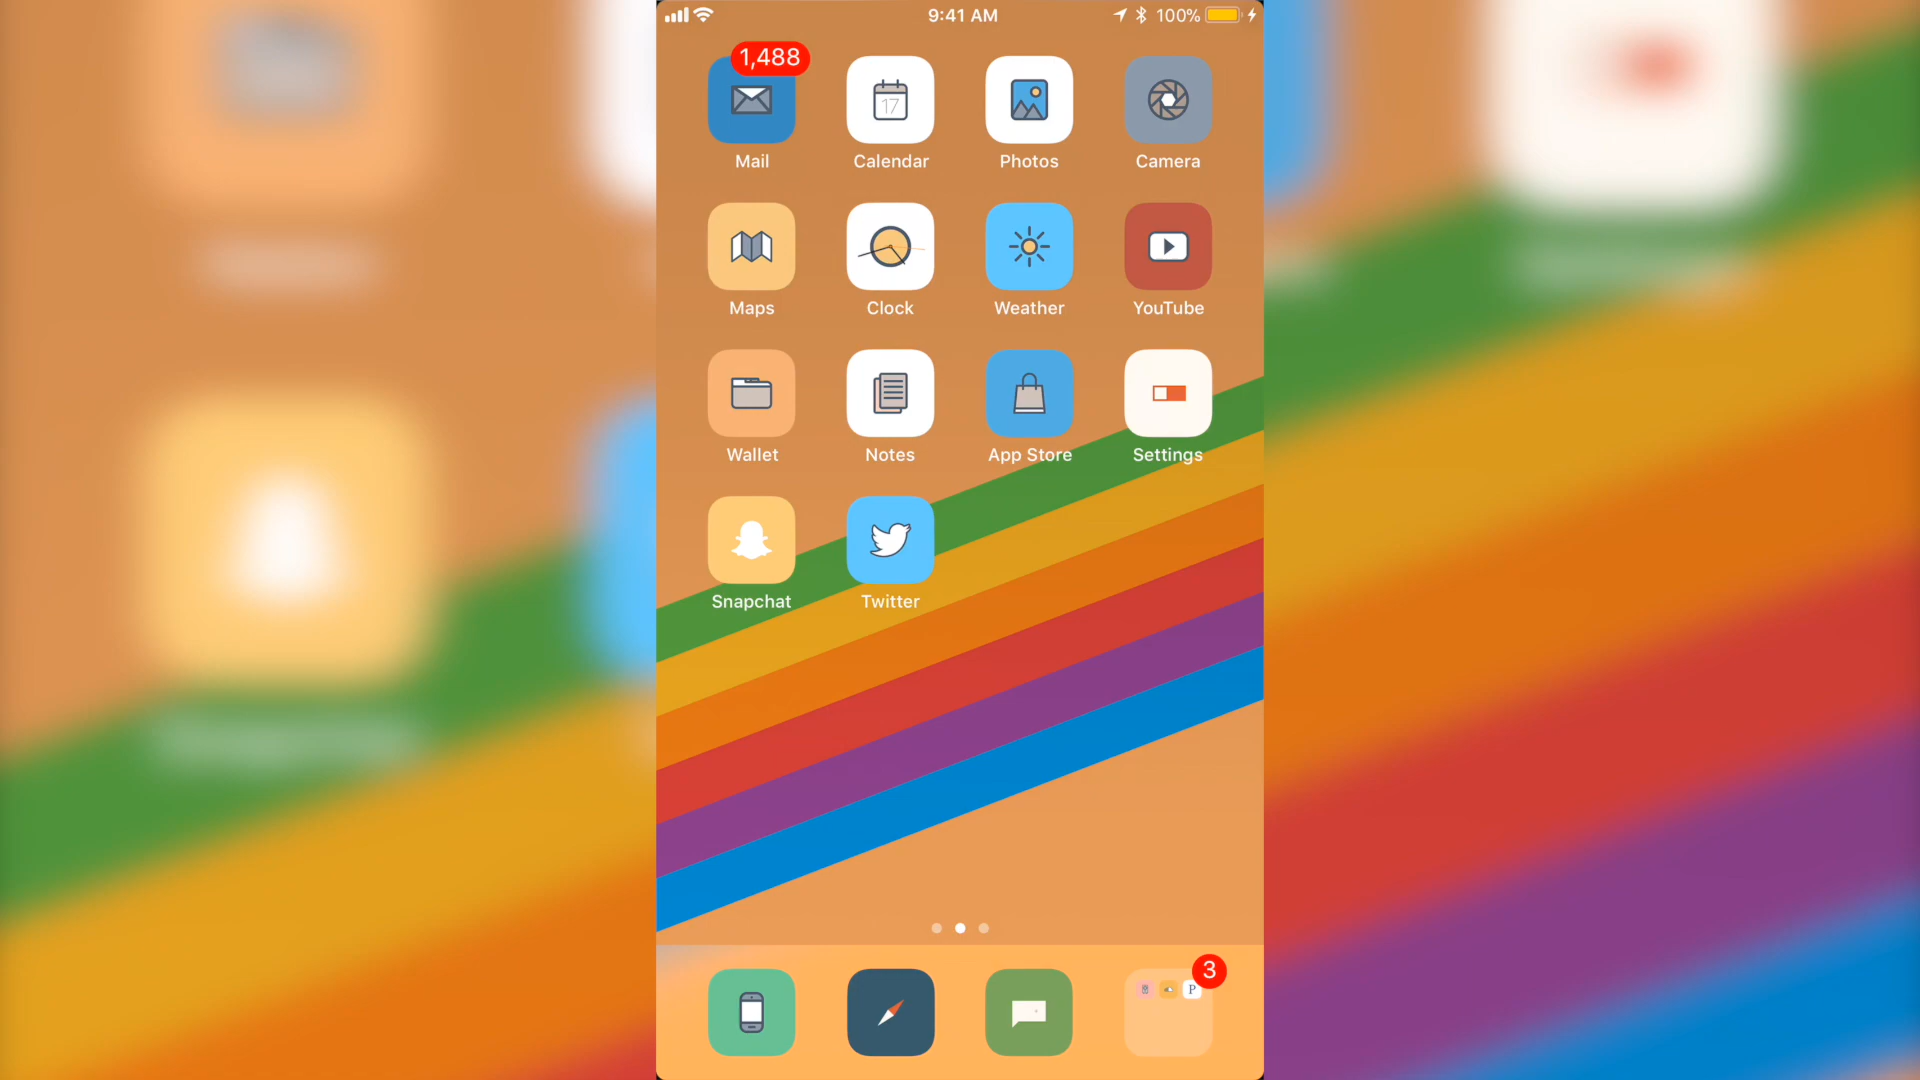 9:41 AM 100%
1,488
17
Mail Calendar Photos Camera
Maps Clock Weather YouTube
Wallet Notes App Store Settings
Snapchat Twitter
3
P